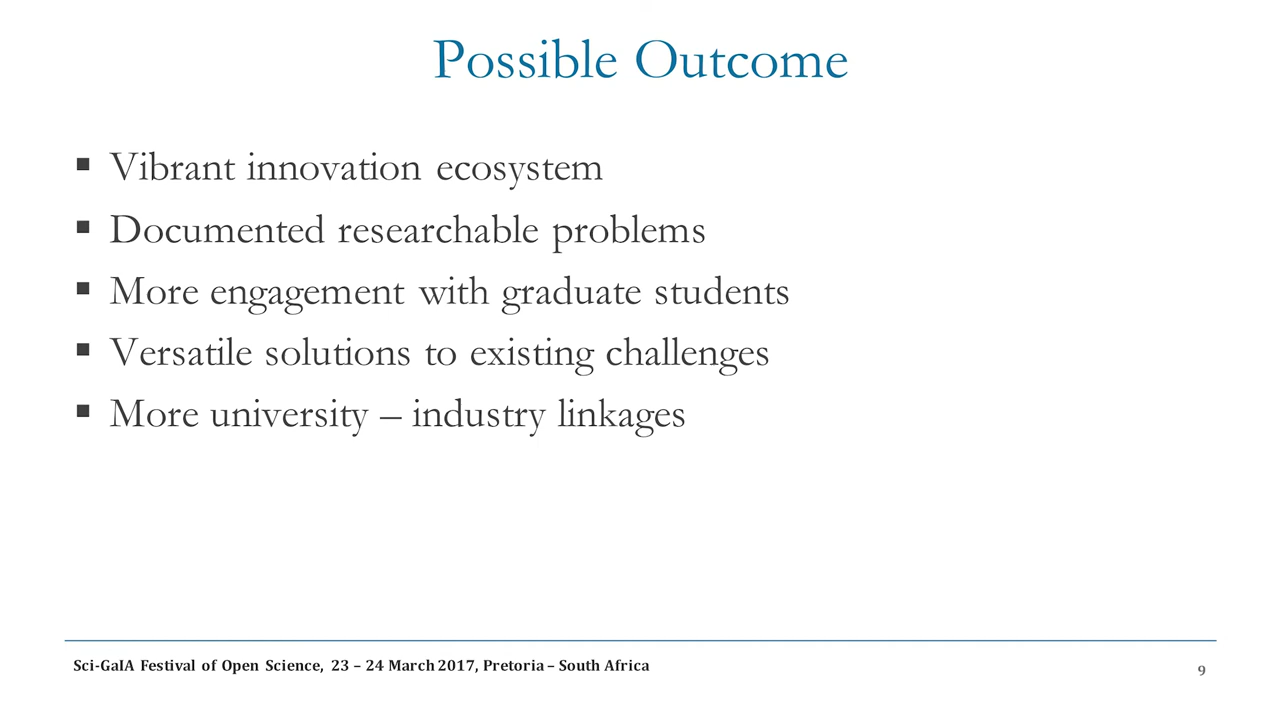 Possible Outcome
▪ Vibrant innovation ecosystem
▪ Documented researchable problems
▪ More engagement with graduate students
▪ Versatile solutions to existing challenges
▪ More university – industry linkages
Sci-GaIA Festival of Open Science, 23 – 24 March 2017, Pretoria – South Africa
9